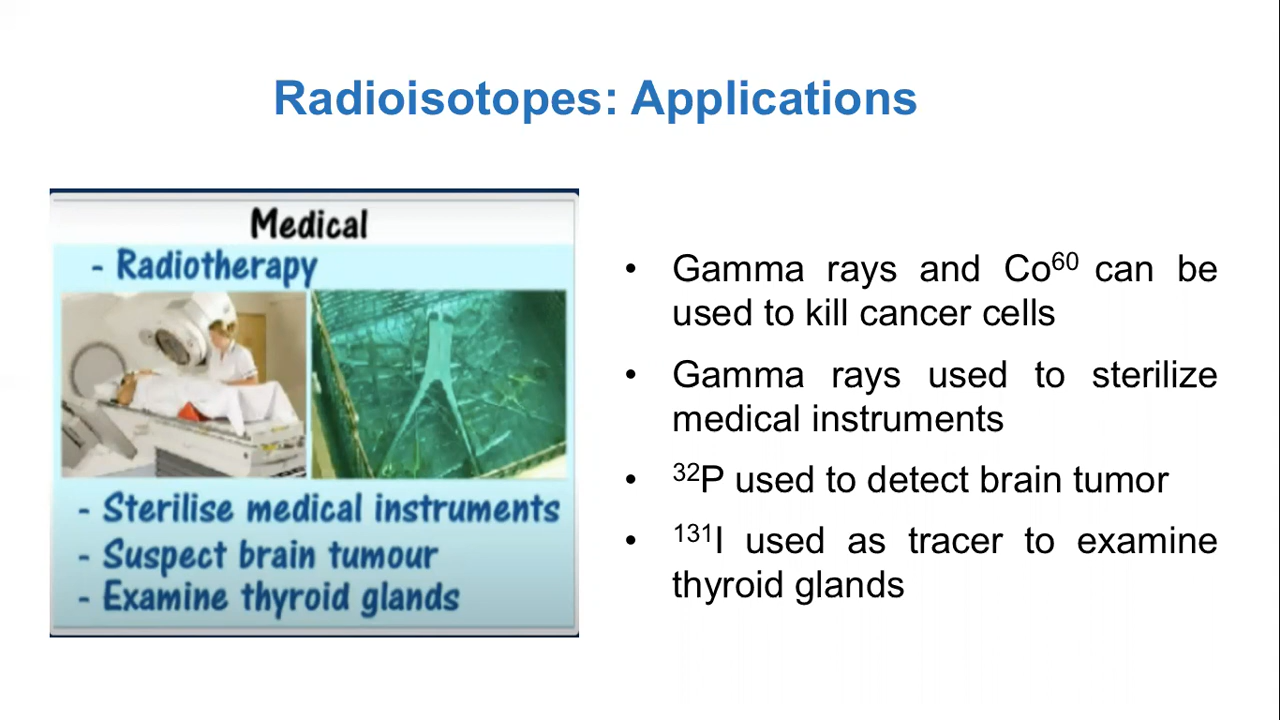 Radioisotopes: Applications
Medical
- Radiotherapy
- Sterilise medical instruments
- Suspect brain tumour
- Examine thyroid glands
• Gamma rays and Co⁶⁰ can be
used to kill cancer cells
• Gamma rays used to sterilize
medical instruments
• ³²P used to detect brain tumor
• ¹³¹I used as tracer to examine
thyroid glands